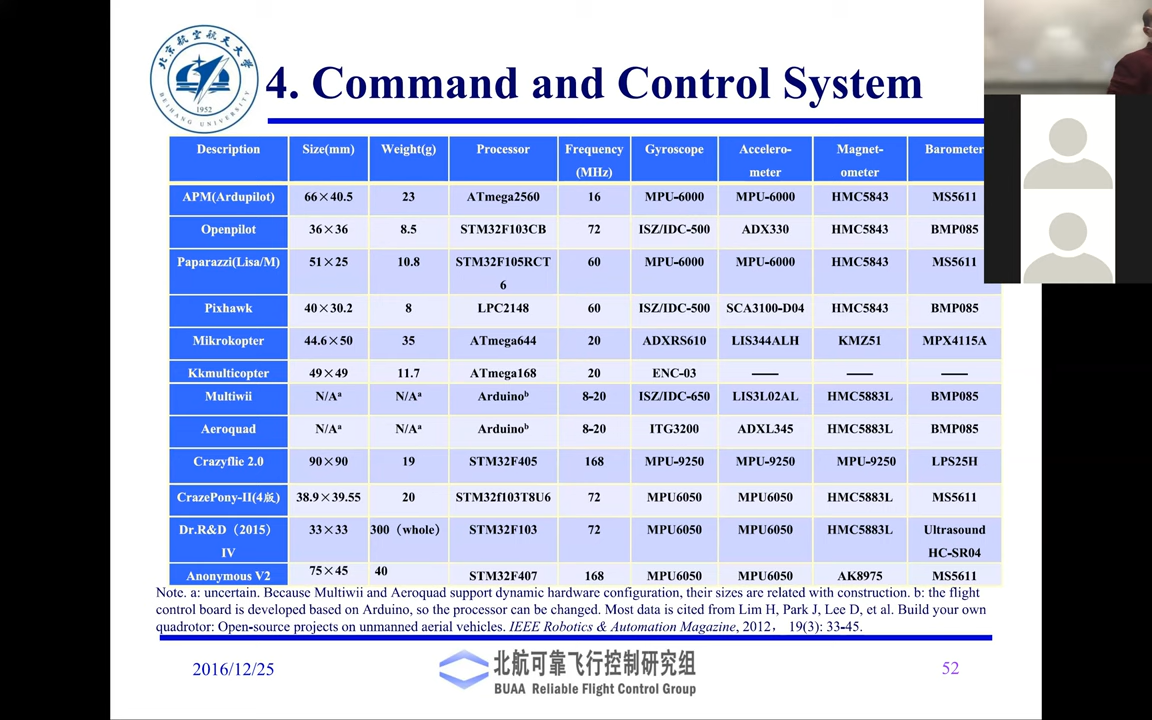 北京航空航天大学
1952
BEIHANG UNIVERSITY
4. Command and Control System
Description Size(mm) Weight(g) Processor Frequency (MHz) Gyroscope Accelero-meter Magnet-ometer Barometer
APM(Ardupilot) 66×40.5 23 ATmega2560 16 MPU-6000 MPU-6000 HMC5843 MS5611
Openpilot 36×36 8.5 STM32F103CB 72 ISZ/IDC-500 ADX330 HMC5843 BMP085
Paparazzi(Lisa/M) 51×25 10.8 STM32F105RCT6 60 MPU-6000 MPU-6000 HMC5843 MS5611
Pixhawk 40×30.2 8 LPC2148 60 ISZ/IDC-500 SCA3100-D04 HMC5843 BMP085
Mikrokopter 44.6×50 35 ATmega644 20 ADXRS610 LIS344ALH KMZ51 MPX4115A
Kkmulticopter 49×49 11.7 ATmega168 20 ENC-03 —— —— ——
Multiwii N/Aᵃ N/Aᵃ Arduinoᵇ 8-20 ISZ/IDC-650 LIS3L02AL HMC5883L BMP085
Aeroquad N/Aᵃ N/Aᵃ Arduinoᵇ 8-20 ITG3200 ADXL345 HMC5883L BMP085
Crazyflie 2.0 90×90 19 STM32F405 168 MPU-9250 MPU-9250 MPU-9250 LPS25H
CrazePony-II(4版) 38.9×39.55 20 STM32f103T8U6 72 MPU6050 MPU6050 HMC5883L MS5611
Dr.R&D（2015）IV 33×33 300（whole） STM32F103 72 MPU6050 MPU6050 HMC5883L Ultrasound HC-SR04
Anonymous V2 75×45 40 STM32F407 168 MPU6050 MPU6050 AK8975 MS5611
Note. a: uncertain. Because Multiwii and Aeroquad support dynamic hardware configuration, their sizes are related with construction. b: the flight
control board is developed based on Arduino, so the processor can be changed. Most data is cited from Lim H, Park J, Lee D, et al. Build your own
quadrotor: Open-source projects on unmanned aerial vehicles. IEEE Robotics & Automation Magazine, 2012， 19(3): 33-45.
2016/12/25
北航可靠飞行控制研究组
BUAA Reliable Flight Control Group
52